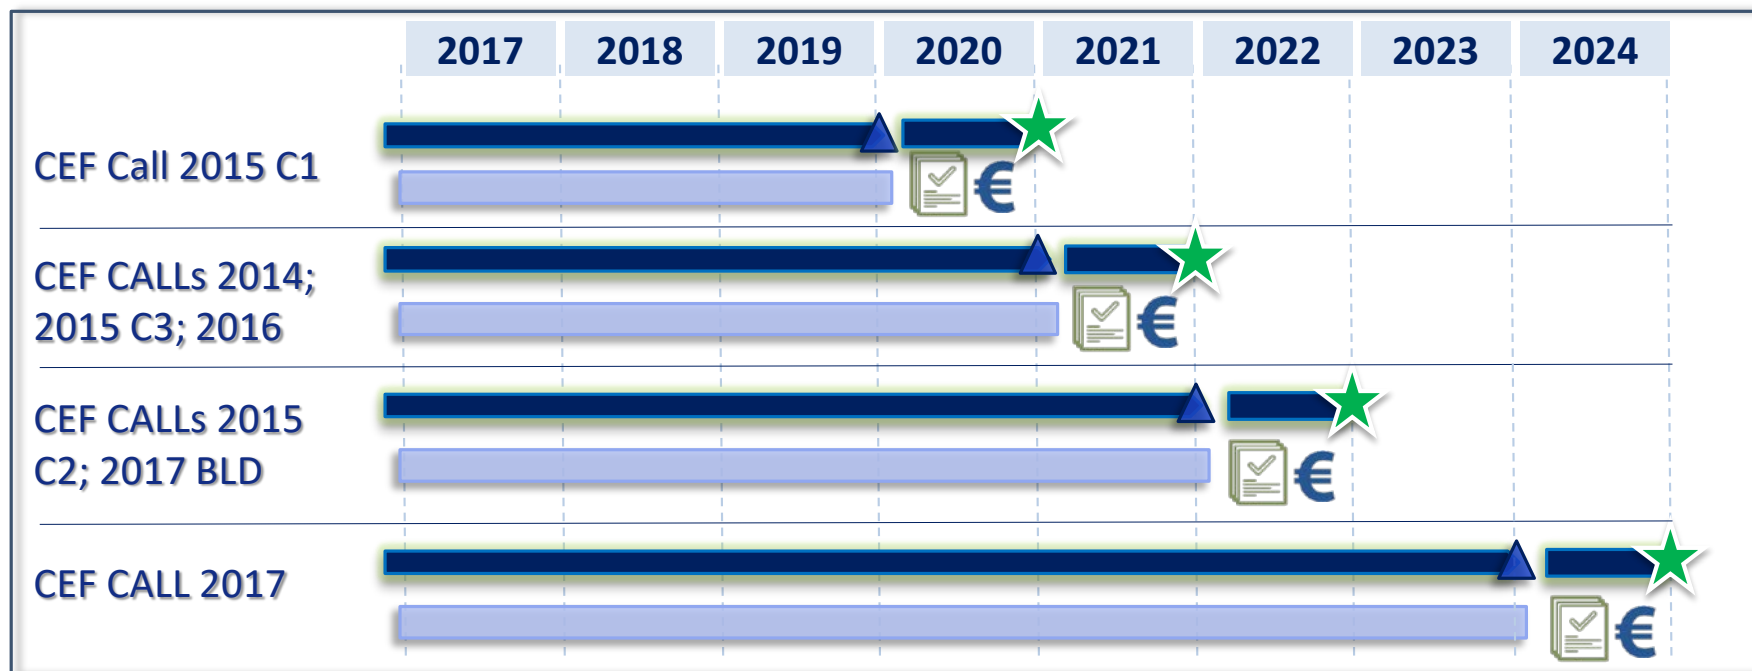 2017 2018 2019 2020 2021 2022 2023 2024
CEF Call 2015 C1
€
CEF CALLs 2014;
2015 C3; 2016
€
CEF CALLs 2015
C2; 2017 BLD
€
CEF CALL 2017
€